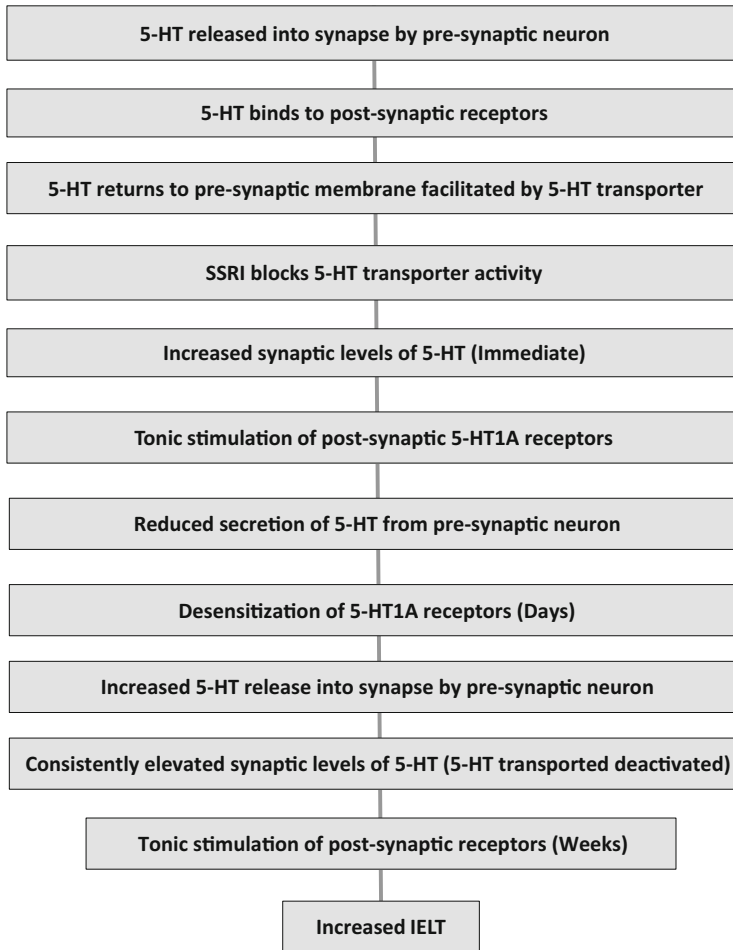 5-HT released into synapse by pre-synaptic neuron
5-HT binds to post-synaptic receptors
5-HT returns to pre-synaptic membrane facilitated by 5-HT transporter
SSRI blocks 5-HT transporter activity
Increased synaptic levels of 5-HT (Immediate)
Tonic stimulation of post-synaptic 5-HT1A receptors
Reduced secretion of 5-HT from pre-synaptic neuron
Desensitization of 5-HT1A receptors (Days)
Increased 5-HT release into synapse by pre-synaptic neuron
Consistently elevated synaptic levels of 5-HT (5-HT transported deactivated)
Tonic stimulation of post-synaptic receptors (Weeks)
Increased IELT